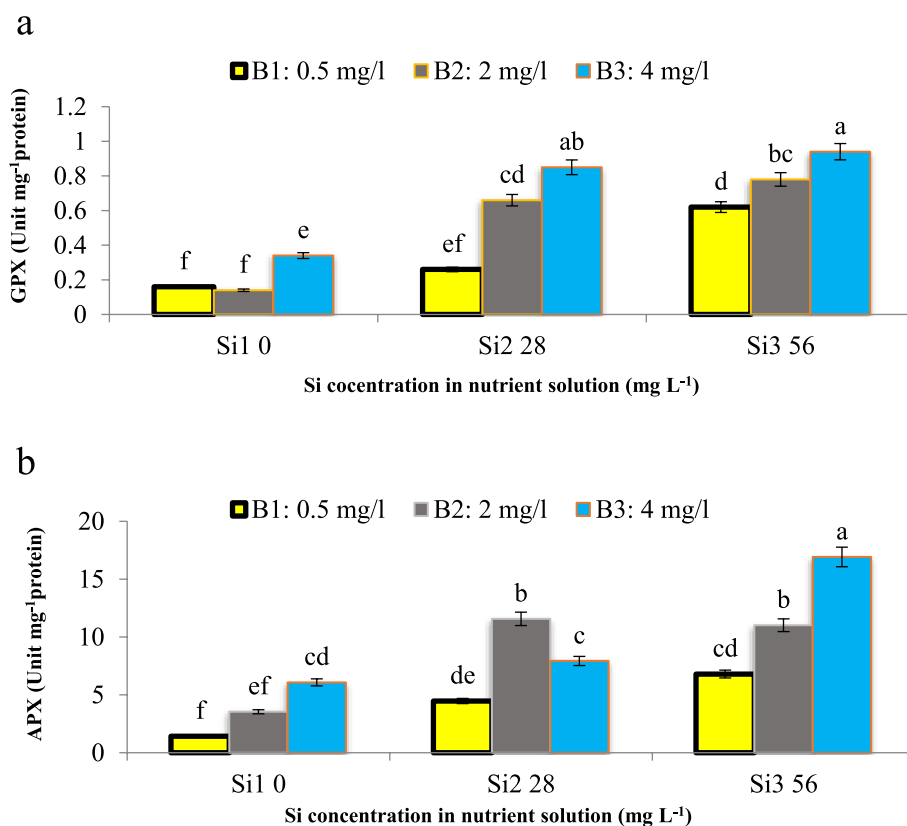 a
B1: 0.5 mg/l B2: 2 mg/l B3: 4 mg/l
GPX (Unit mg-1protein)
1.2
1
0.8
0.6
0.4
0.2
0
f f e
ef cd ab
d bc a
Si1 0 Si2 28 Si3 56
Si cocentration in nutrient solution (mg L-1)
b
B1: 0.5 mg/l B2: 2 mg/l B3: 4 mg/l
APX (Unit mg-1protein)
20
15
10
5
0
f ef cd
de b c
cd b a
Si1 0 Si2 28 Si3 56
Si concentration in nutrient solution (mg L-1)